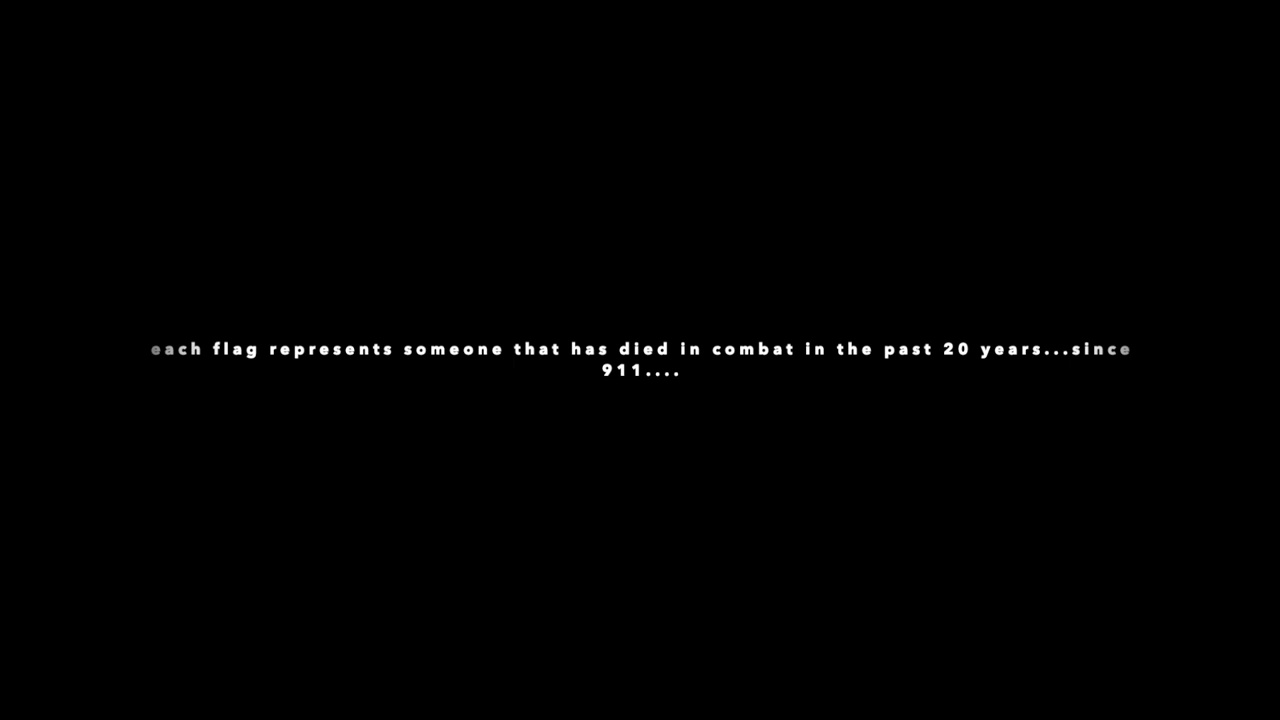 each flag represents someone that has died in combat in the past 20 years...since
911....